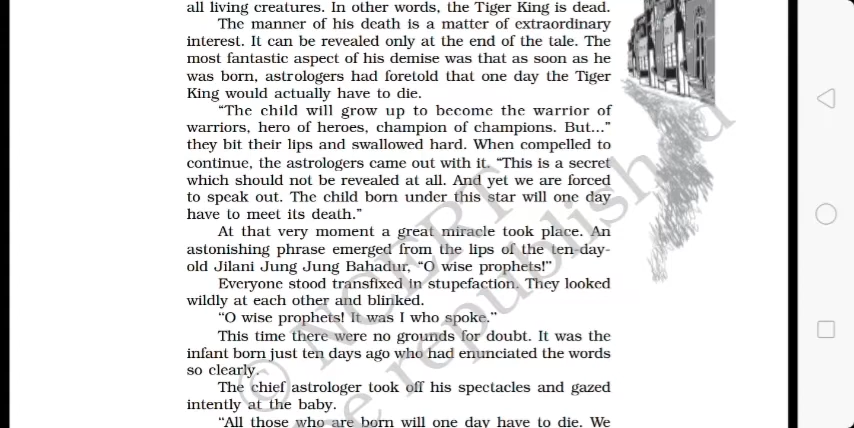 all living creatures. In other words, the Tiger King is dead.
The manner of his death is a matter of extraordinary
interest. It can be revealed only at the end of the tale. The
most fantastic aspect of his demise was that as soon as he
was born, astrologers had foretold that one day the Tiger
King would actually have to die.
“The child will grow up to become the warrior of
warriors, hero of heroes, champion of champions. But...”
they bit their lips and swallowed hard. When compelled to
continue, the astrologers came out with it. “This is a secret
which should not be revealed at all. And yet we are forced
to speak out. The child born under this star will one day
have to meet its death.”
At that very moment a great miracle took place. An
astonishing phrase emerged from the lips of the ten-day-
old Jilani Jung Jung Bahadur, “O wise prophets!”
Everyone stood transfixed in stupefaction. They looked
wildly at each other and blinked.
“O wise prophets! It was I who spoke.”
This time there were no grounds for doubt. It was the
infant born just ten days ago who had enunciated the words
so clearly.
The chief astrologer took off his spectacles and gazed
intently at the baby.
“All those who are born will one day have to die. We
© NCERT
be republished